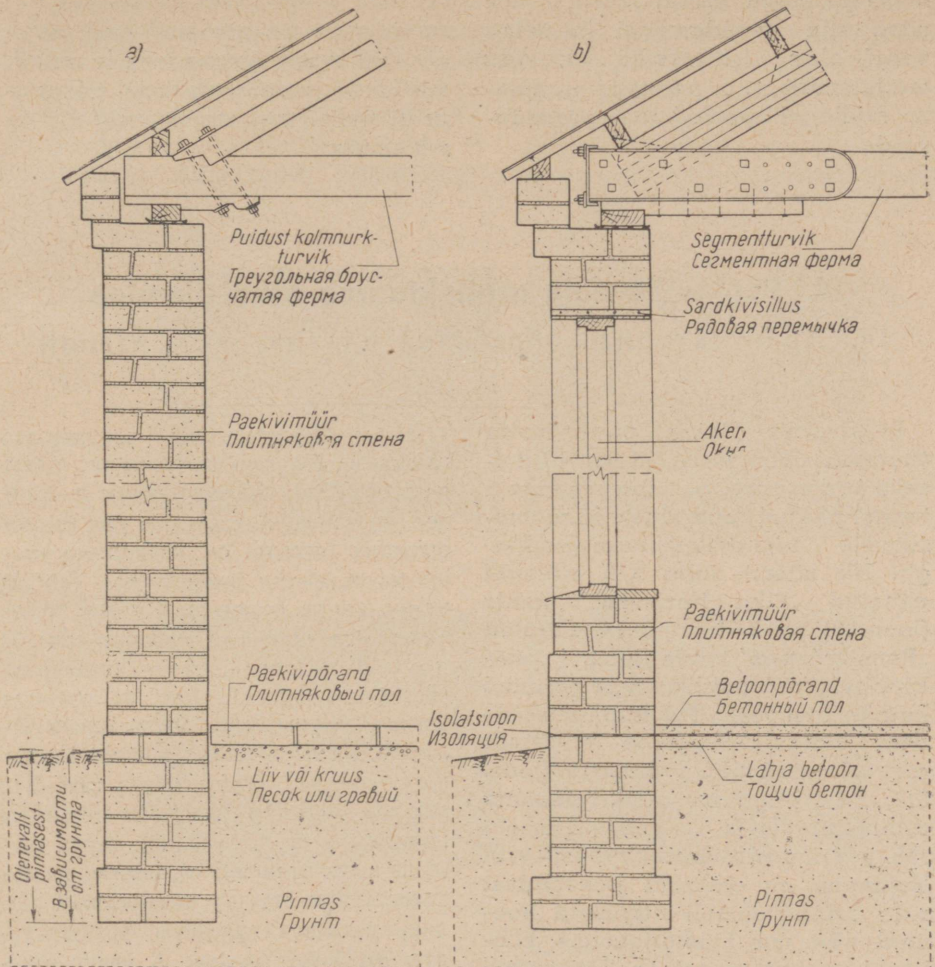 a)
Puidust kolmnurk-
turvik
Треугольная брус-
чатая ферма
Paekivimüür
Плитняковая стена
Paekivipõrand
Плитняковый пол
Liiv või kruus
Песок или гравий
Olenevalt
pinnasest
В зависимости
от грунта
Pinnas
Грунт
b)
Segmentturvik
Сегментная ферма
Sardkivisillus
Рядовая перемычка
Paekivimüür
Плитняковая стена
Isolatsioon
Изоляция
Betoonpõrand
Бетонный пол
Lahja betoon
Тощий бетон
Pinnas
Грунт